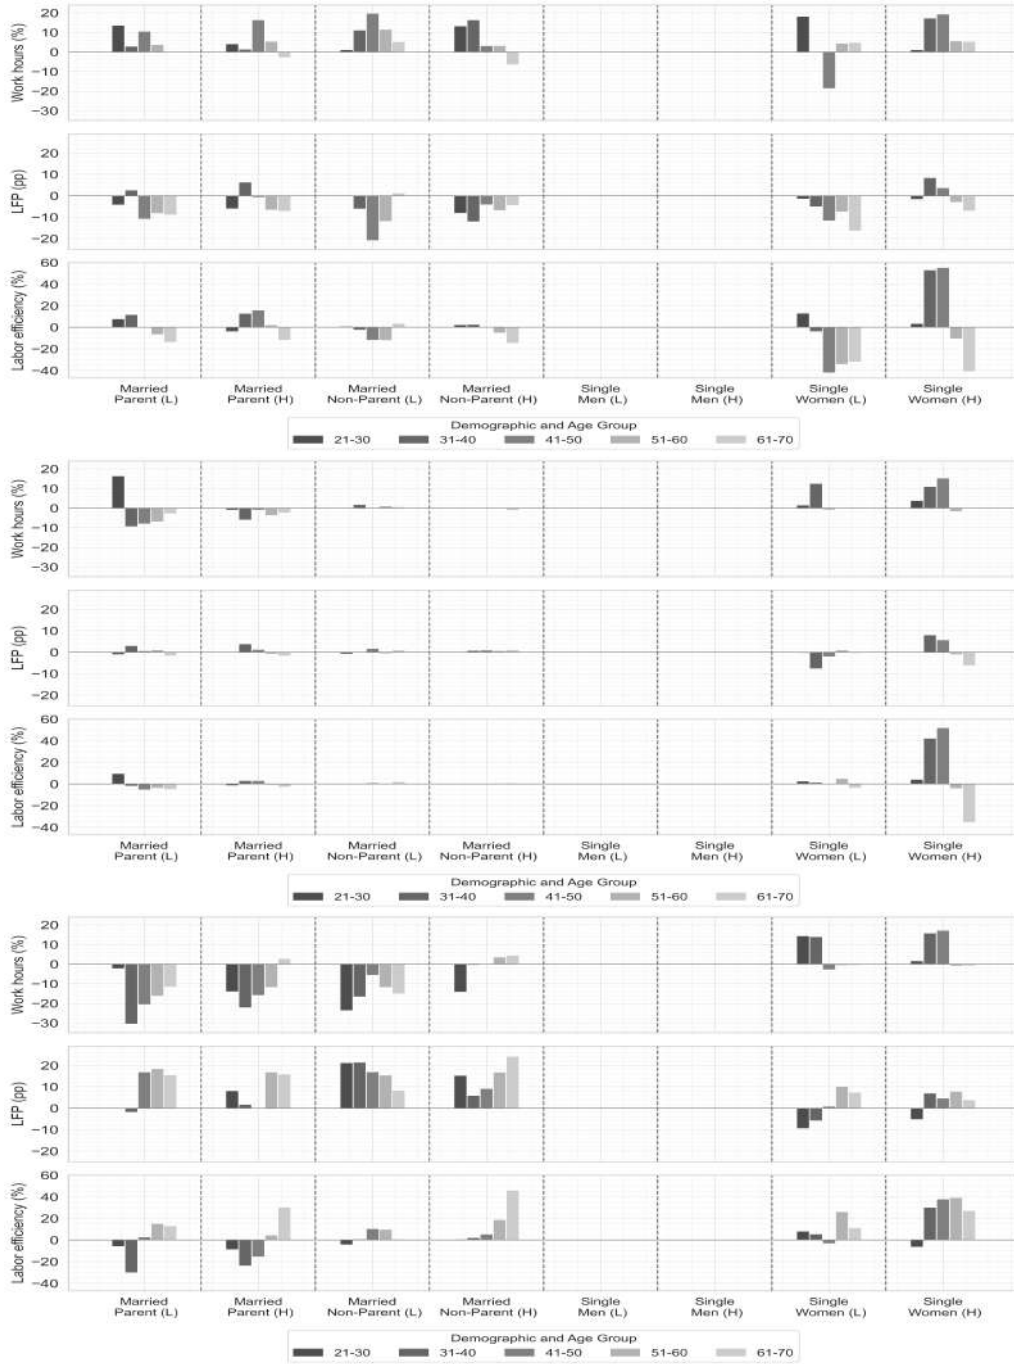 20
10
0
−10
−20
−30
Work hours (%)
20
10
0
−10
−20
LFP (pp)
60
40
20
0
−20
−40
Labor efficiency (%)
Married Married Married Married Single Single Single Single
Parent (L) Parent (H) Non-Parent (L) Non-Parent (H) Men (L) Men (H) Women (L) Women (H)
Demographic and Age Group
21-30 31-40 41-50 51-60 61-70
20
10
0
−10
−20
−30
Work hours (%)
20
10
0
−10
−20
LFP (pp)
60
40
20
0
−20
−40
Labor efficiency (%)
Married Married Married Married Single Single Single Single
Parent (L) Parent (H) Non-Parent (L) Non-Parent (H) Men (L) Men (H) Women (L) Women (H)
Demographic and Age Group
21-30 31-40 41-50 51-60 61-70
20
10
0
−10
−20
−30
Work hours (%)
20
10
0
−10
−20
LFP (pp)
60
40
20
0
−20
−40
Labor efficiency (%)
Married Married Married Married Single Single Single Single
Parent (L) Parent (H) Non-Parent (L) Non-Parent (H) Men (L) Men (H) Women (L) Women (H)
Demographic and Age Group
21-30 31-40 41-50 51-60 61-70